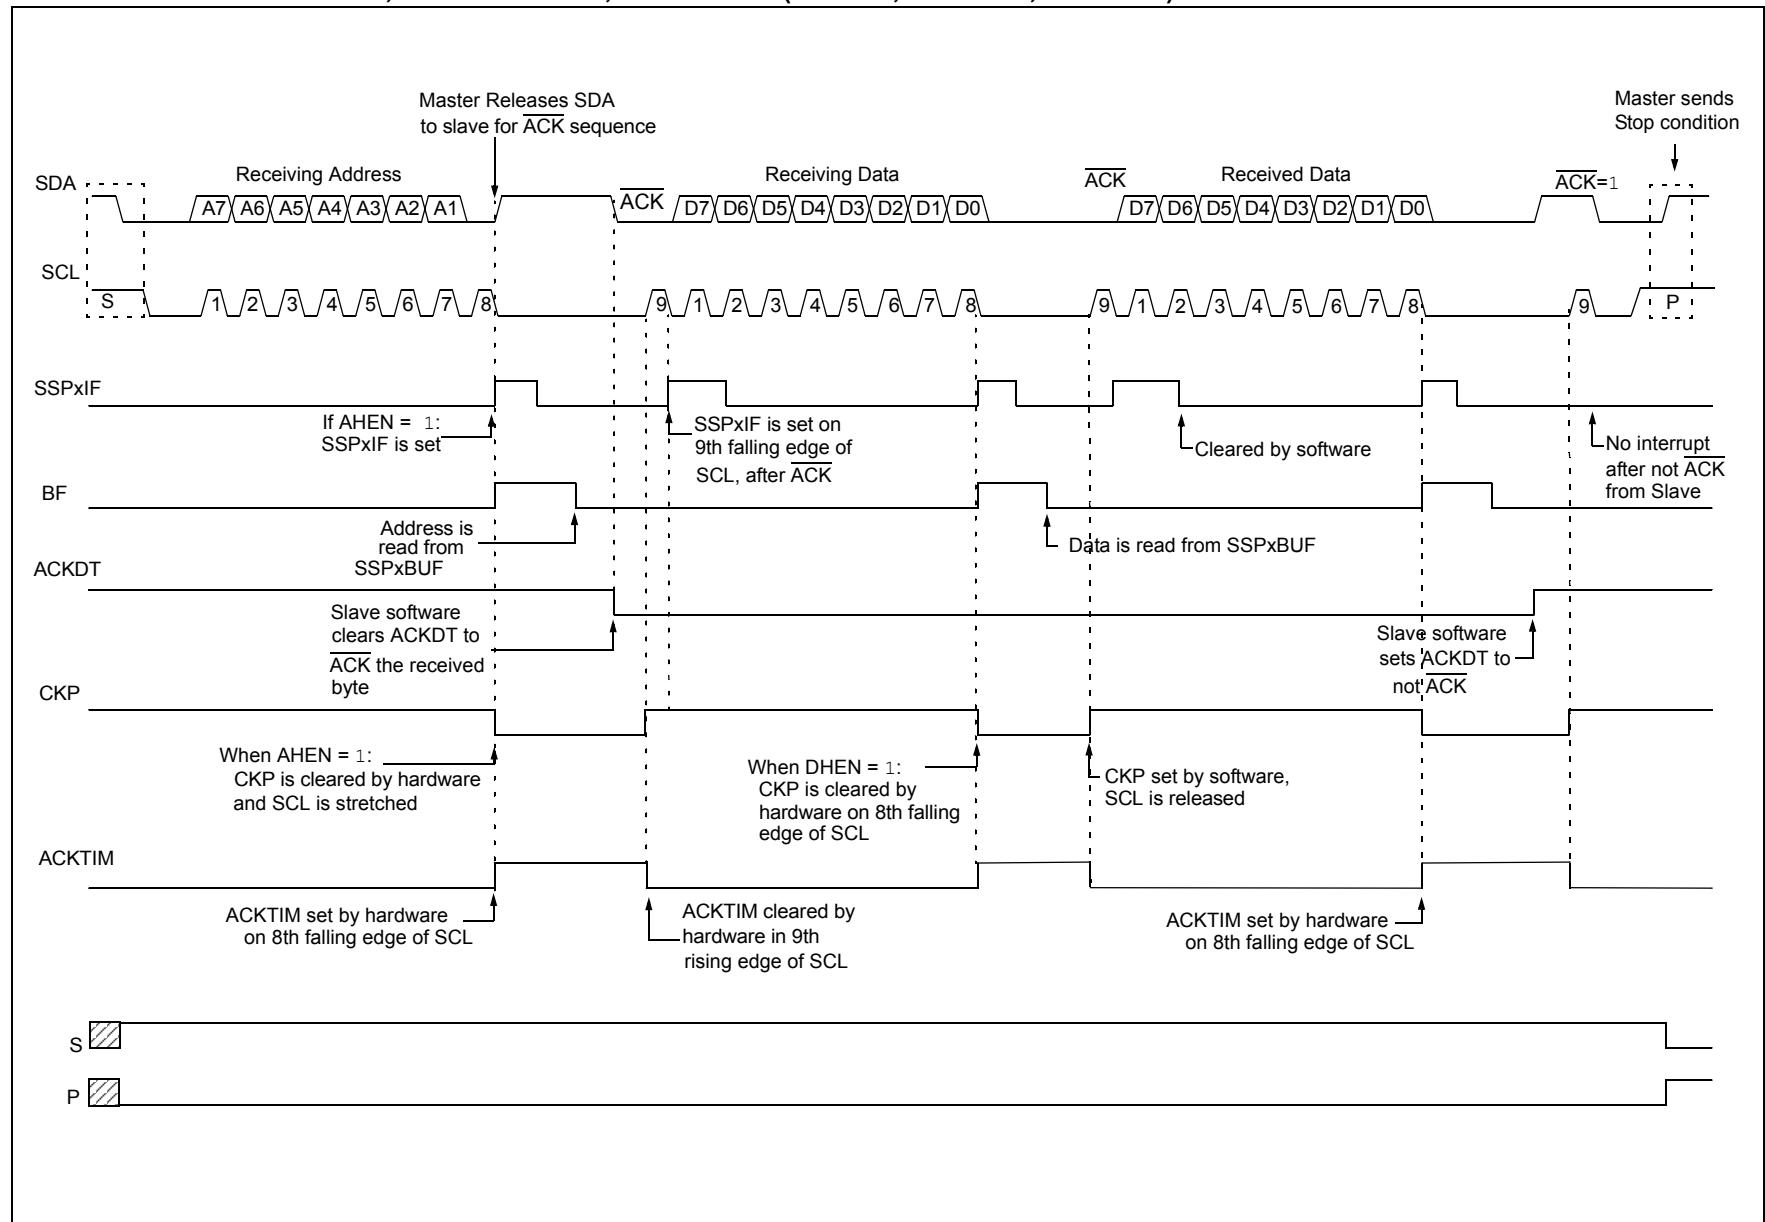 Master Releases SDA
to slave for ACK sequence
Master sends
Stop condition
SDA
Receiving Address
ACK
Receiving Data
ACK
Received Data
ACK=1
A7 A6 A5 A4 A3 A2 A1
D7 D6 D5 D4 D3 D2 D1 D0
D7 D6 D5 D4 D3 D2 D1 D0
SCL
S
1 2 3 4 5 6 7 8
9 1 2 3 4 5 6 7 8
9 1 2 3 4 5 6 7 8
9
P
SSPxIF
If AHEN = 1:
SSPxIF is set
SSPxIF is set on
9th falling edge of
SCL, after ACK
Cleared by software
No interrupt
after not ACK
from Slave
BF
Address is
read from
SSPxBUF
Data is read from SSPxBUF
ACKDT
Slave software
clears ACKDT to
ACK the received
byte
Slave software
sets ACKDT to
not ACK
CKP
When AHEN = 1:
CKP is cleared by hardware
and SCL is stretched
When DHEN = 1:
CKP is cleared by
hardware on 8th falling
edge of SCL
CKP set by software,
SCL is released
ACKTIM
ACKTIM set by hardware
on 8th falling edge of SCL
ACKTIM cleared by
hardware in 9th
rising edge of SCL
ACKTIM set by hardware
on 8th falling edge of SCL
S
P